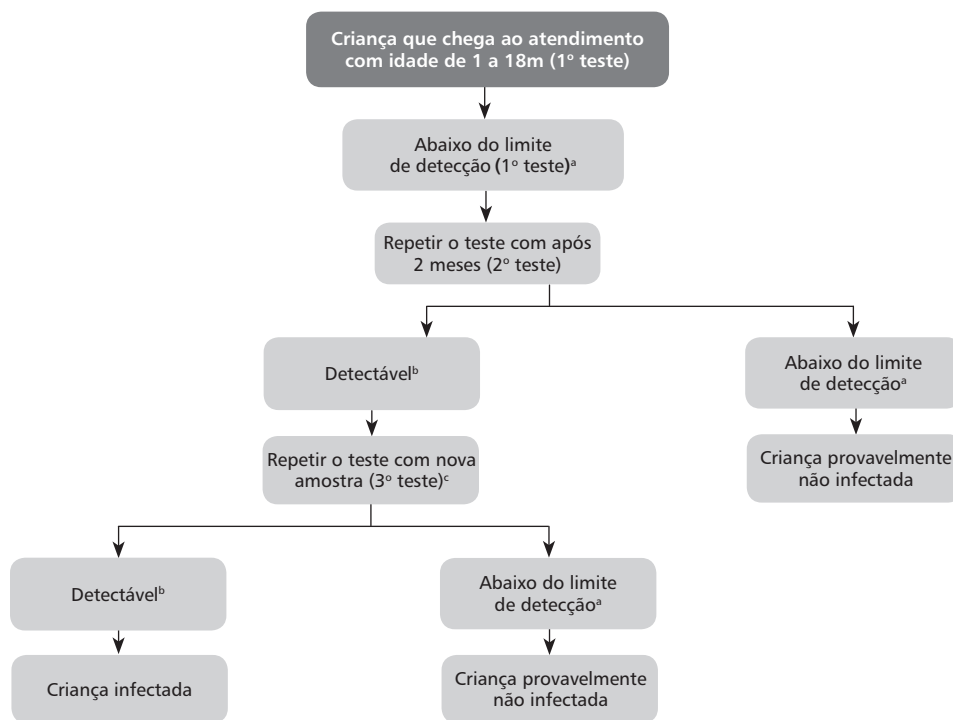 Criança que chega ao atendimento
com idade de 1 a 18m (1º teste)
Abaixo do limite
de detecção (1º teste)ᵃ
Repetir o teste com após
2 meses (2º teste)
Detectávelᵇ
Abaixo do limite
de detecçãoᵃ
Repetir o teste com nova
amostra (3º teste)ᶜ
Criança provavelmente
não infectada
Detectávelᵇ
Abaixo do limite
de detecçãoᵃ
Criança infectada
Criança provavelmente
não infectada